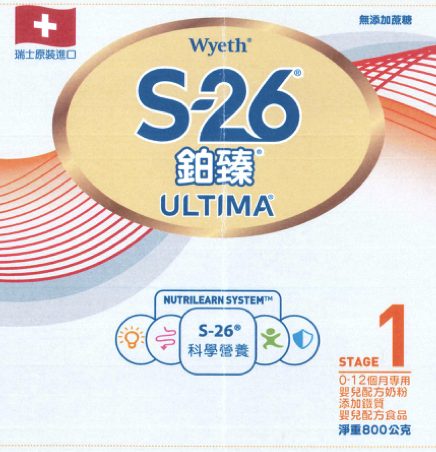 瑞士原裝進口
無添加蔗糖
Wyeth®
S-26®
鉑臻®
ULTIMA®
NUTRILEARN SYSTEM™
S-26®
科學營養
STAGE 1
0-12個月專用
嬰兒配方奶粉
添加鐵質
嬰兒配方食品
淨重800公克